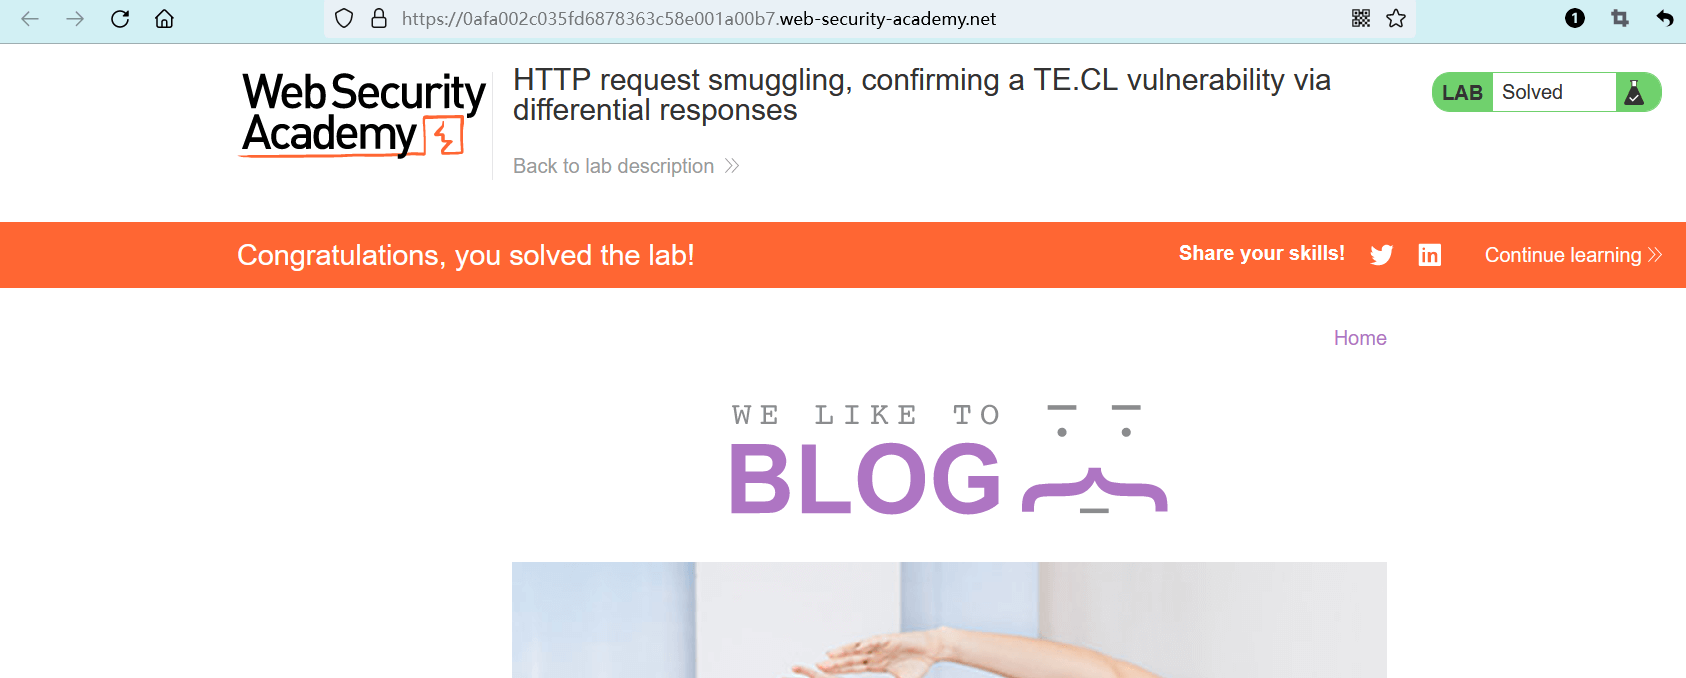 https://0afa002c035fd6878363c58e001a00b7.web-security-academy.net
1
Web Security
Academy
HTTP request smuggling, confirming a TE.CL vulnerability via
differential responses
Back to lab description
LAB Solved
Congratulations, you solved the lab!
Share your skills!
Continue learning
Home
WE LIKE TO
BLOG